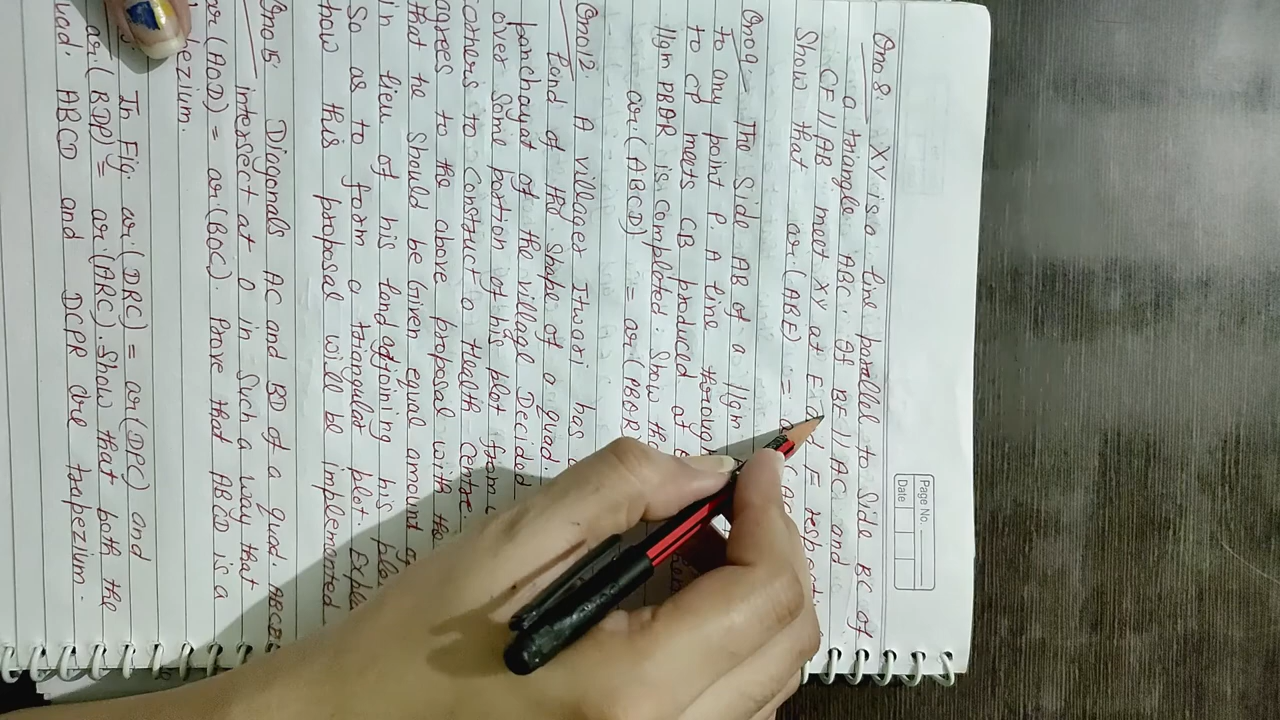 Page No.
Date
Qno 8. XY is a line parallel to Side BC of
a triangle ABC. If BE || AC and
CF || AB meet XY at E and F respecti
Show that ar.(ABE) =
Qno 9 The Side AB of a ||gm
to any point P. A line through
to CP meets CB produced at
||gm PBQR is completed. Show
ar.(ABCD) = ar.(PBQR)
Qno 12. A villager Itwari has
Land of the Shape of a quad
panchayat of the village Decided
over Some portion of his plot from
corners to Construct a Health Centre.
agrees to the above proposal with the
that he Should be Given equal amount
in lieu of his land adjoining his
So as to form a triangular plot.
how this proposal will be implemented
Qno 15. Diagonals AC and BD of a quad.
intersect at O in Such a way that
ar(AOD) = ar(BOC). Prove that ABCD is a
In Fig. ar.(DRC) = ar(DPC) and
ar.(BDP) = ar.(ARC). Show that both the
quad. ABCD and DCPR are trapezium.